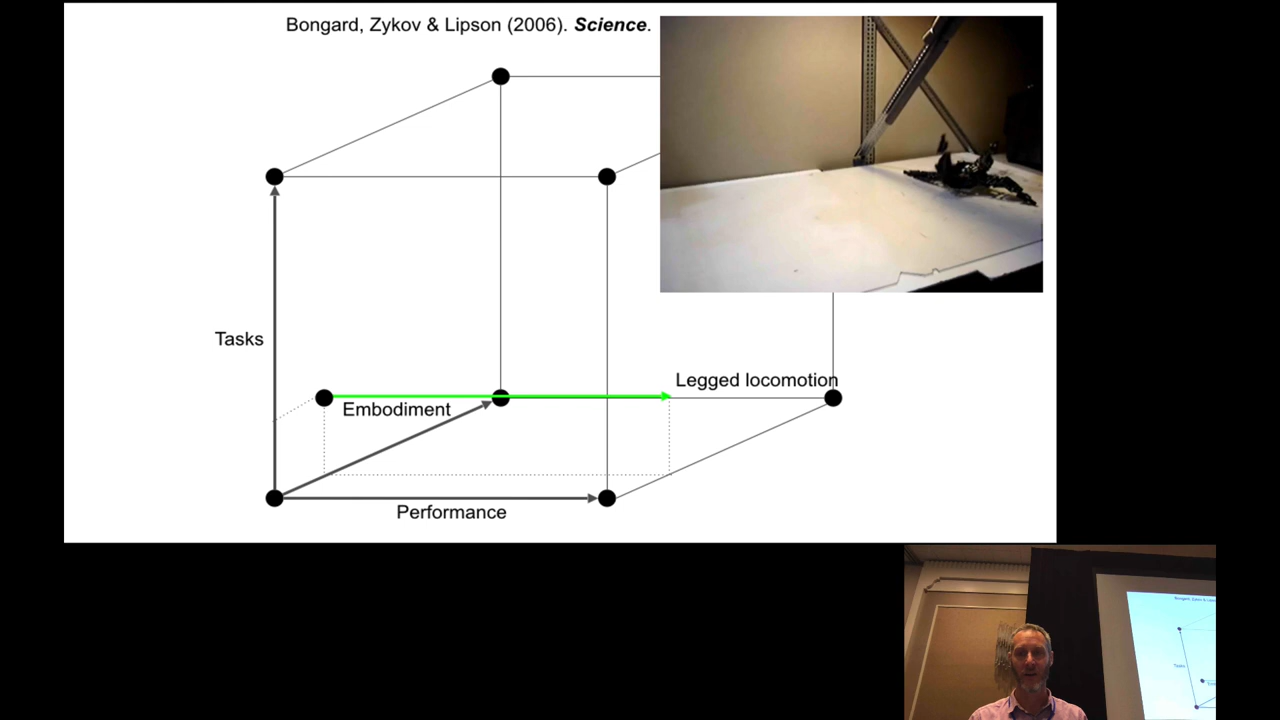 Bongard, Zykov & Lipson (2006). Science.
Tasks
Legged locomotion
Embodiment
Performance